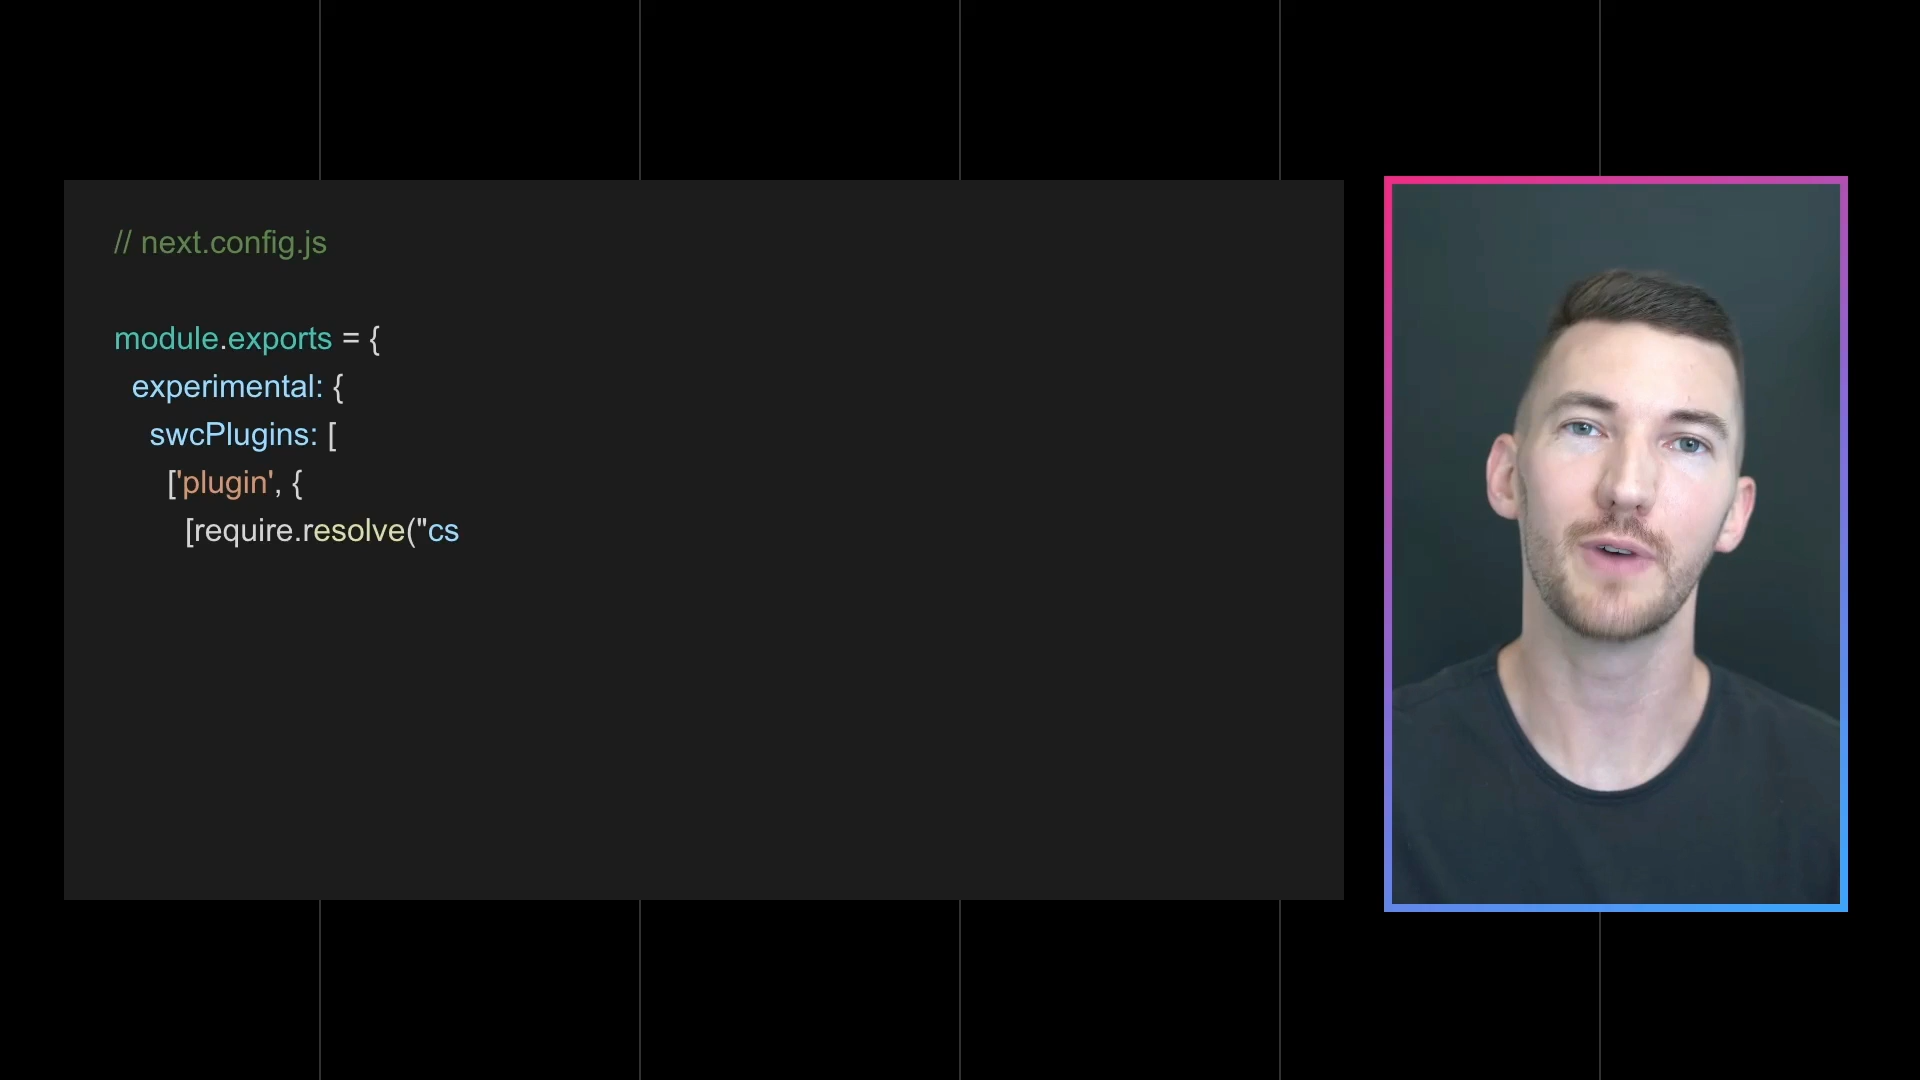 // next.config.js
module.exports = {
experimental: {
swcPlugins: [
['plugin', {
[require.resolve("cs